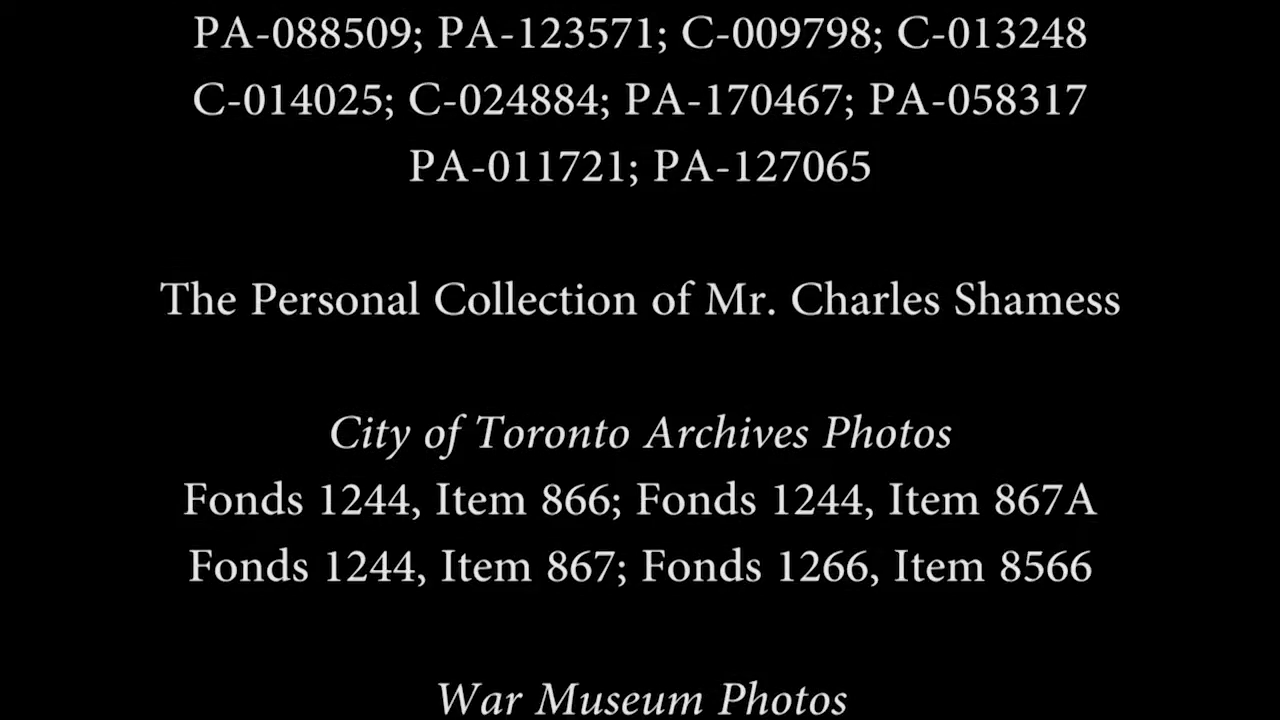 PA-088509; PA-123571; C-009798; C-013248
C-014025; C-024884; PA-170467; PA-058317
PA-011721; PA-127065
The Personal Collection of Mr. Charles Shamess
City of Toronto Archives Photos
Fonds 1244, Item 866; Fonds 1244, Item 867A
Fonds 1244, Item 867; Fonds 1266, Item 8566
War Museum Photos